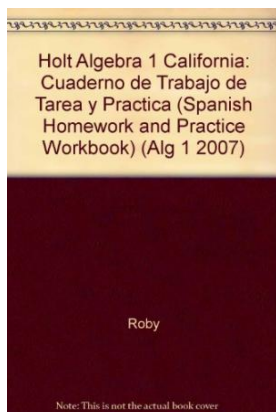 Holt Algebra 1 California:
Cuaderno de Trabajo de
Tarea y Practica (Spanish
Homework and Practice
Workbook) (Alg 1 2007)
Roby
Note: This is not the actual book cover